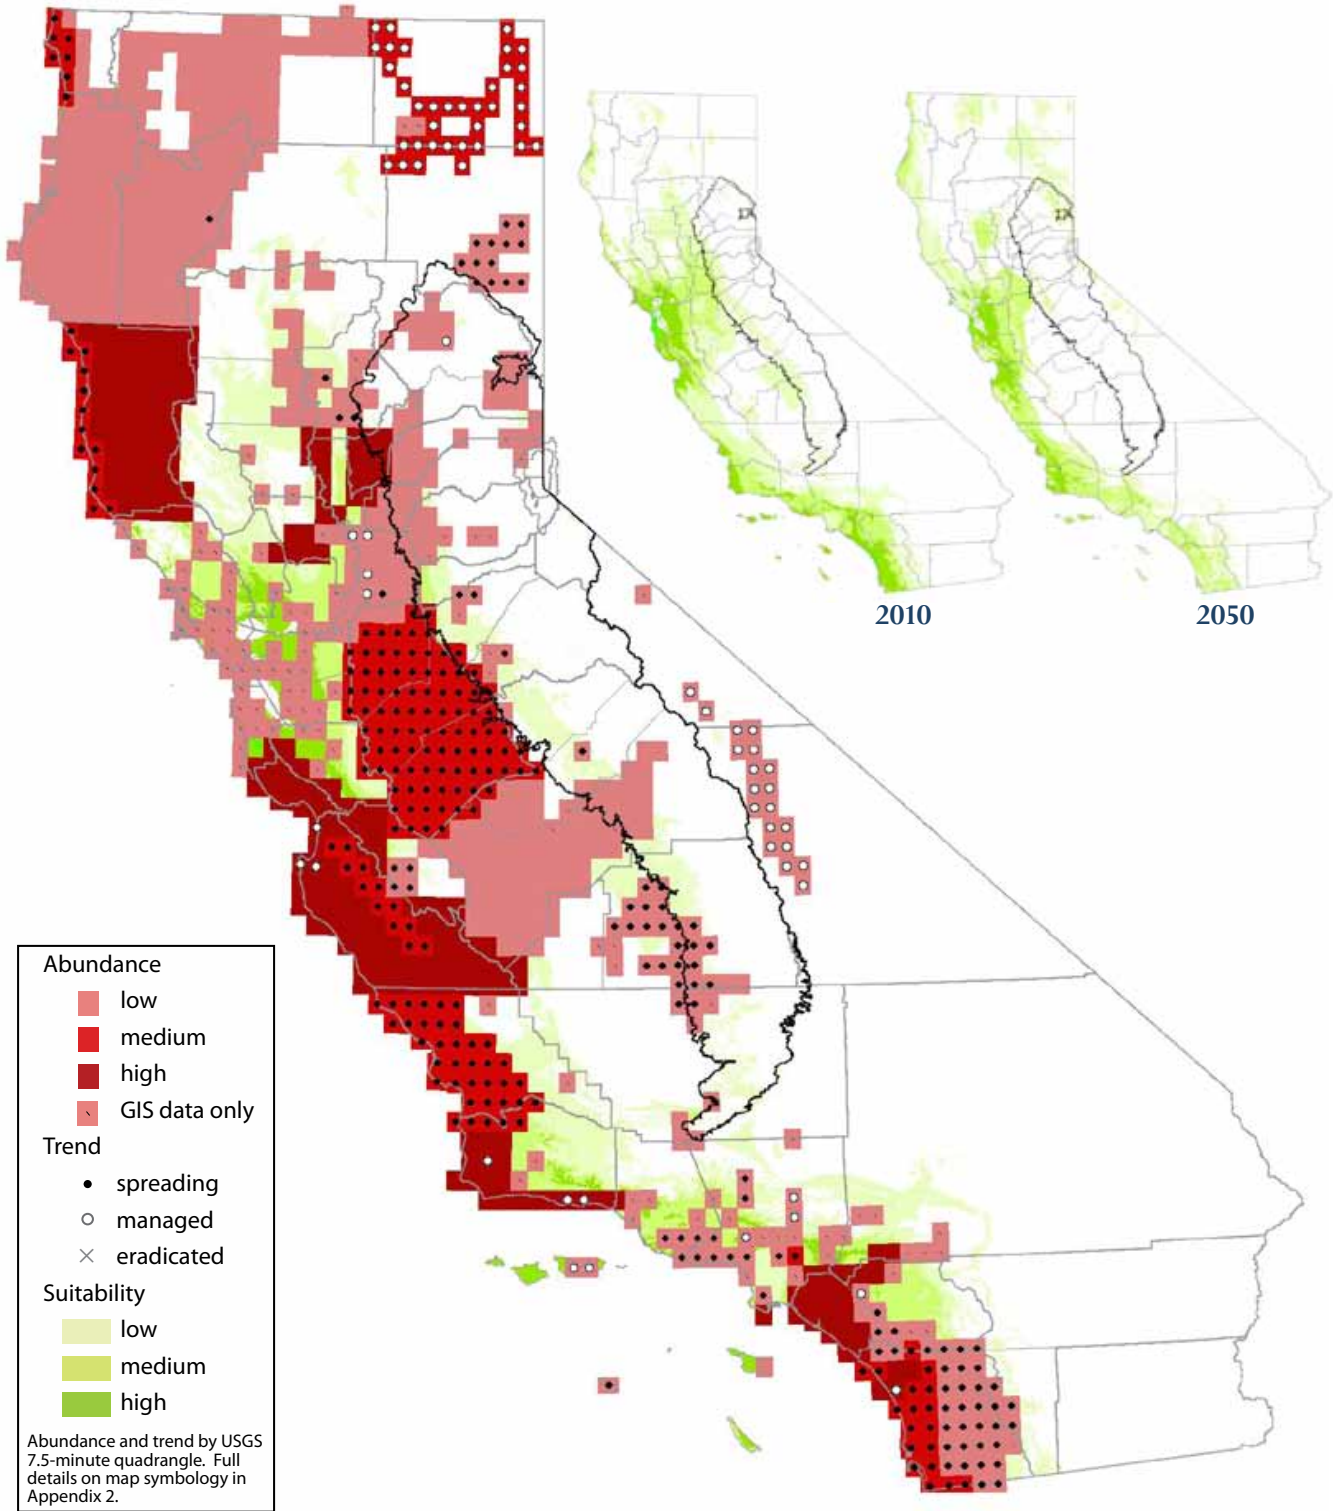 2010
2050
Abundance
low
medium
high
GIS data only
Trend
spreading
managed
eradicated
Suitability
low
medium
high
Abundance and trend by USGS
7.5-minute quadrangle. Full
details on map symbology in
Appendix 2.